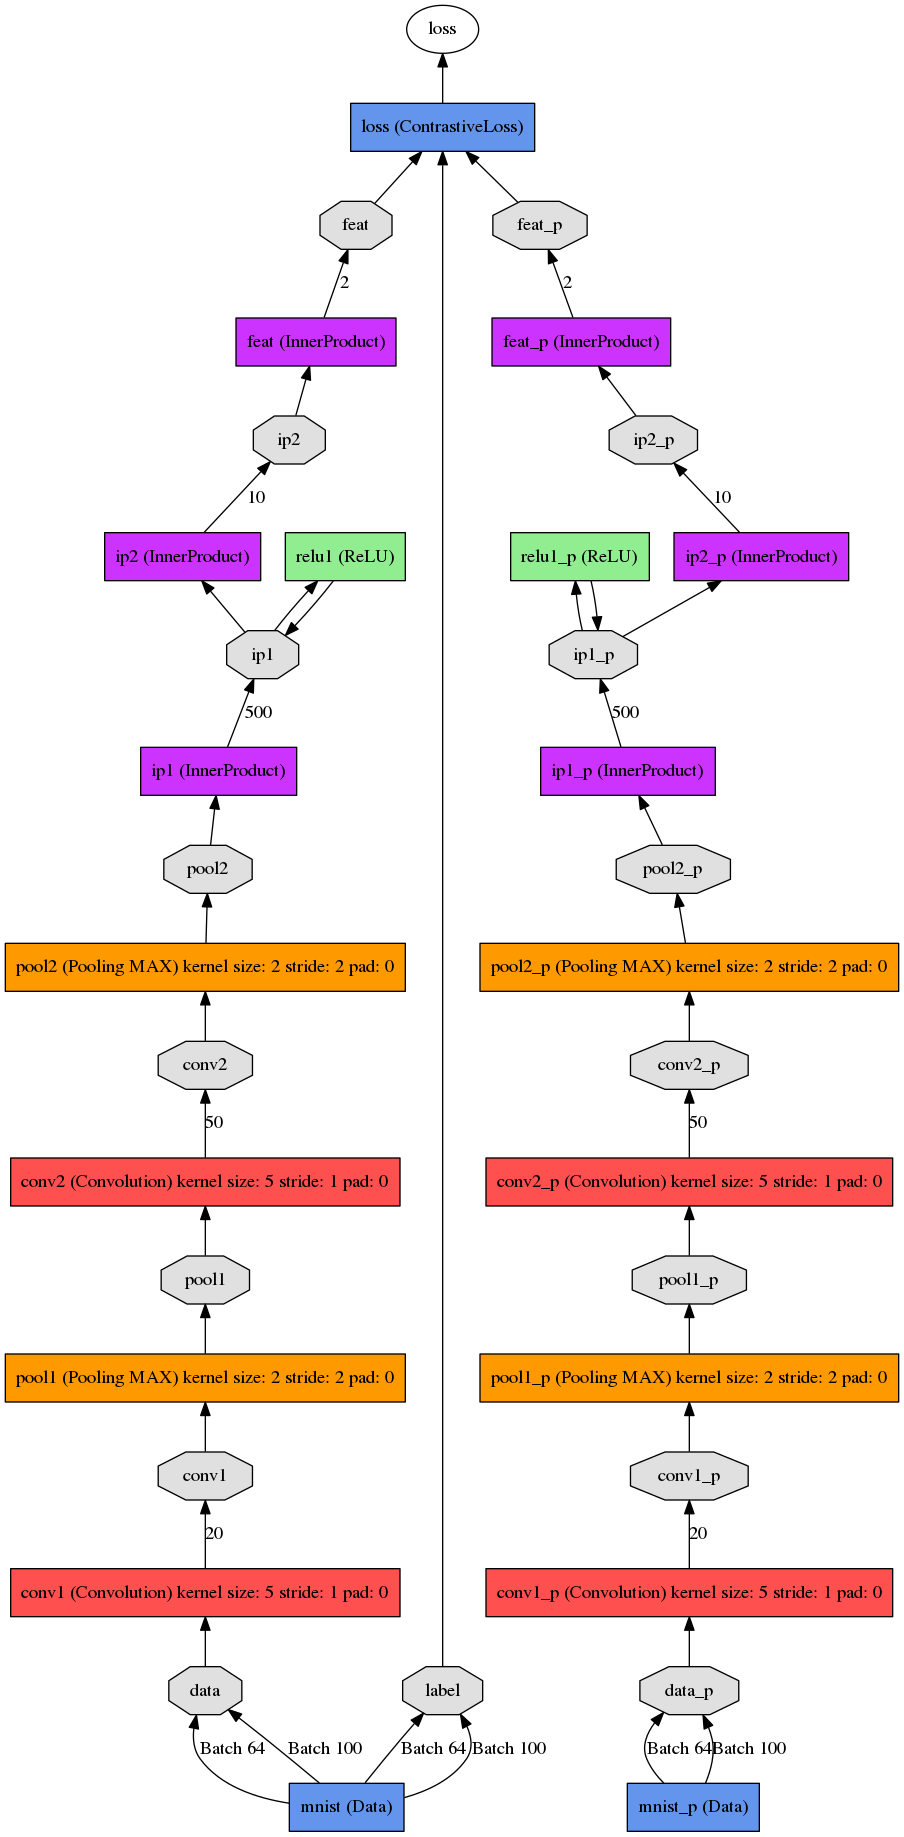 loss
loss (ContrastiveLoss)
feat
feat_p
2
2
feat (InnerProduct)
feat_p (InnerProduct)
ip2
ip2_p
10
10
ip2 (InnerProduct)
relu1 (ReLU)
relu1_p (ReLU)
ip2_p (InnerProduct)
ip1
ip1_p
500
500
ip1 (InnerProduct)
ip1_p (InnerProduct)
pool2
pool2_p
pool2 (Pooling MAX) kernel size: 2 stride: 2 pad: 0
pool2_p (Pooling MAX) kernel size: 2 stride: 2 pad: 0
conv2
conv2_p
50
50
conv2 (Convolution) kernel size: 5 stride: 1 pad: 0
conv2_p (Convolution) kernel size: 5 stride: 1 pad: 0
pool1
pool1_p
pool1 (Pooling MAX) kernel size: 2 stride: 2 pad: 0
pool1_p (Pooling MAX) kernel size: 2 stride: 2 pad: 0
conv1
conv1_p
20
20
conv1 (Convolution) kernel size: 5 stride: 1 pad: 0
conv1_p (Convolution) kernel size: 5 stride: 1 pad: 0
data
label
data_p
Batch 64
Batch 100
Batch 64
Batch 100
Batch 64
Batch 100
mnist (Data)
mnist_p (Data)